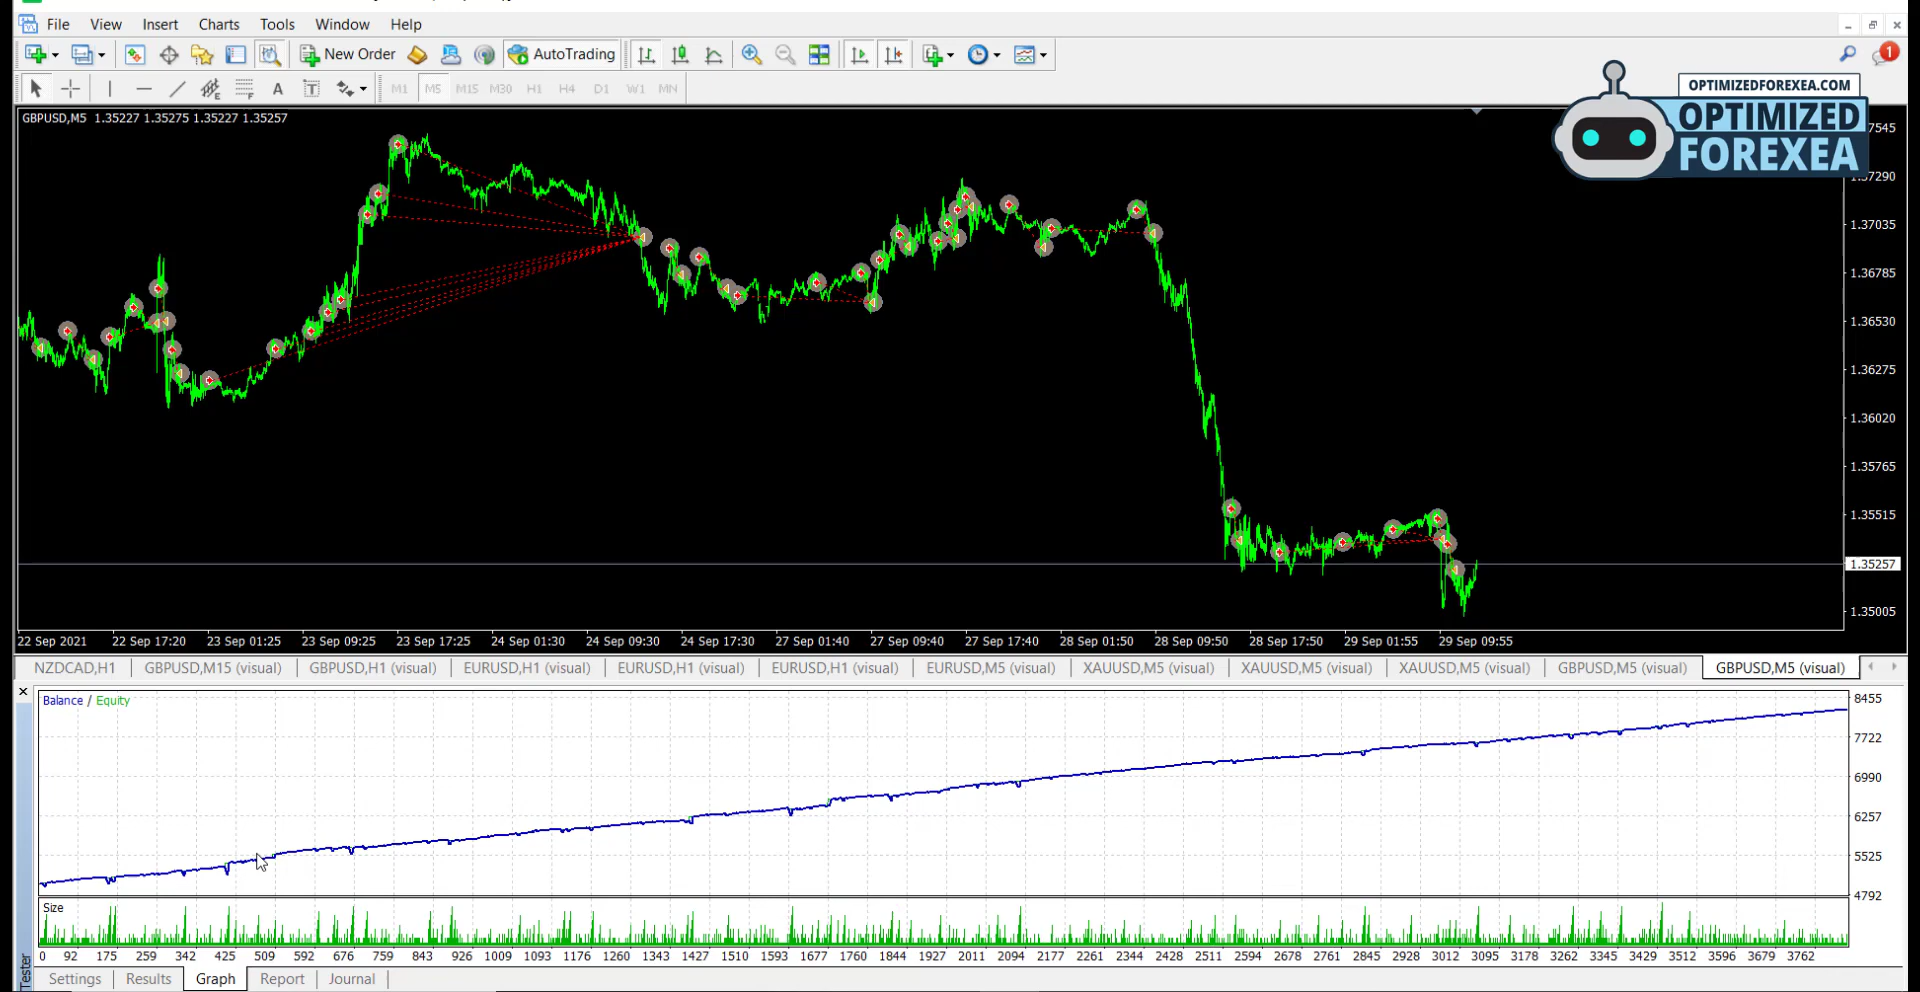 File View Insert Charts Tools Window Help
New Order AutoTrading
1
A T M1 M5 M15 M30 H1 H4 D1 W1 MN
OPTIMIZEDFOREXEA.COM
OPTIMIZED
FOREXEA
GBPUSD,M5 1.35227 1.35275 1.35227 1.35257
7545
1.37290
1.37035
1.36785
1.36530
1.36275
1.36020
1.35765
1.35515
1.35257
1.35005
22 Sep 2021 22 Sep 17:20 23 Sep 01:25 23 Sep 09:25 23 Sep 17:25 24 Sep 01:30 24 Sep 09:30 24 Sep 17:30 27 Sep 01:40 27 Sep 09:40 27 Sep 17:40 28 Sep 01:50 28 Sep 09:50 28 Sep 17:50 29 Sep 01:55 29 Sep 09:55
NZDCAD,H1 GBPUSD,M15 (visual) GBPUSD,H1 (visual) EURUSD,H1 (visual) EURUSD,H1 (visual) EURUSD,H1 (visual) EURUSD,M5 (visual) XAUUSD,M5 (visual) XAUUSD,M5 (visual) XAUUSD,M5 (visual) GBPUSD,M5 (visual) GBPUSD,M5 (visual)
Balance / Equity
8455
7722
6990
6257
5525
4792
Size
0 92 175 259 342 425 509 592 676 759 843 926 1009 1093 1176 1260 1343 1427 1510 1593 1677 1760 1844 1927 2011 2094 2177 2261 2344 2428 2511 2594 2678 2761 2845 2928 3012 3095 3178 3262 3345 3429 3512 3596 3679 3762
Tester
Settings Results Graph Report Journal